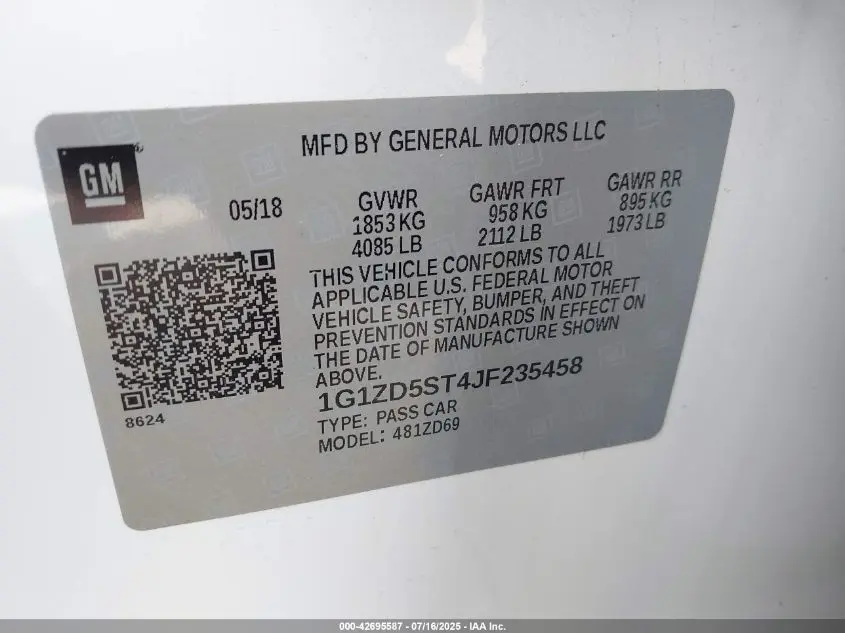 MFD BY GENERAL MOTORS LLC
GM
®
05/18
GVWR
1853 KG
4085 LB
GAWR FRT
958 KG
2112 LB
GAWR RR
895 KG
1973 LB
THIS VEHICLE CONFORMS TO ALL
APPLICABLE U.S. FEDERAL MOTOR
VEHICLE SAFETY, BUMPER, AND THEFT
PREVENTION STANDARDS IN EFFECT ON
THE DATE OF MANUFACTURE SHOWN
ABOVE.
1G1ZD5ST4JF235458
TYPE: PASS CAR
MODEL: 481ZD69
8624
000-42695587 - 07/16/2025 - IAA Inc.